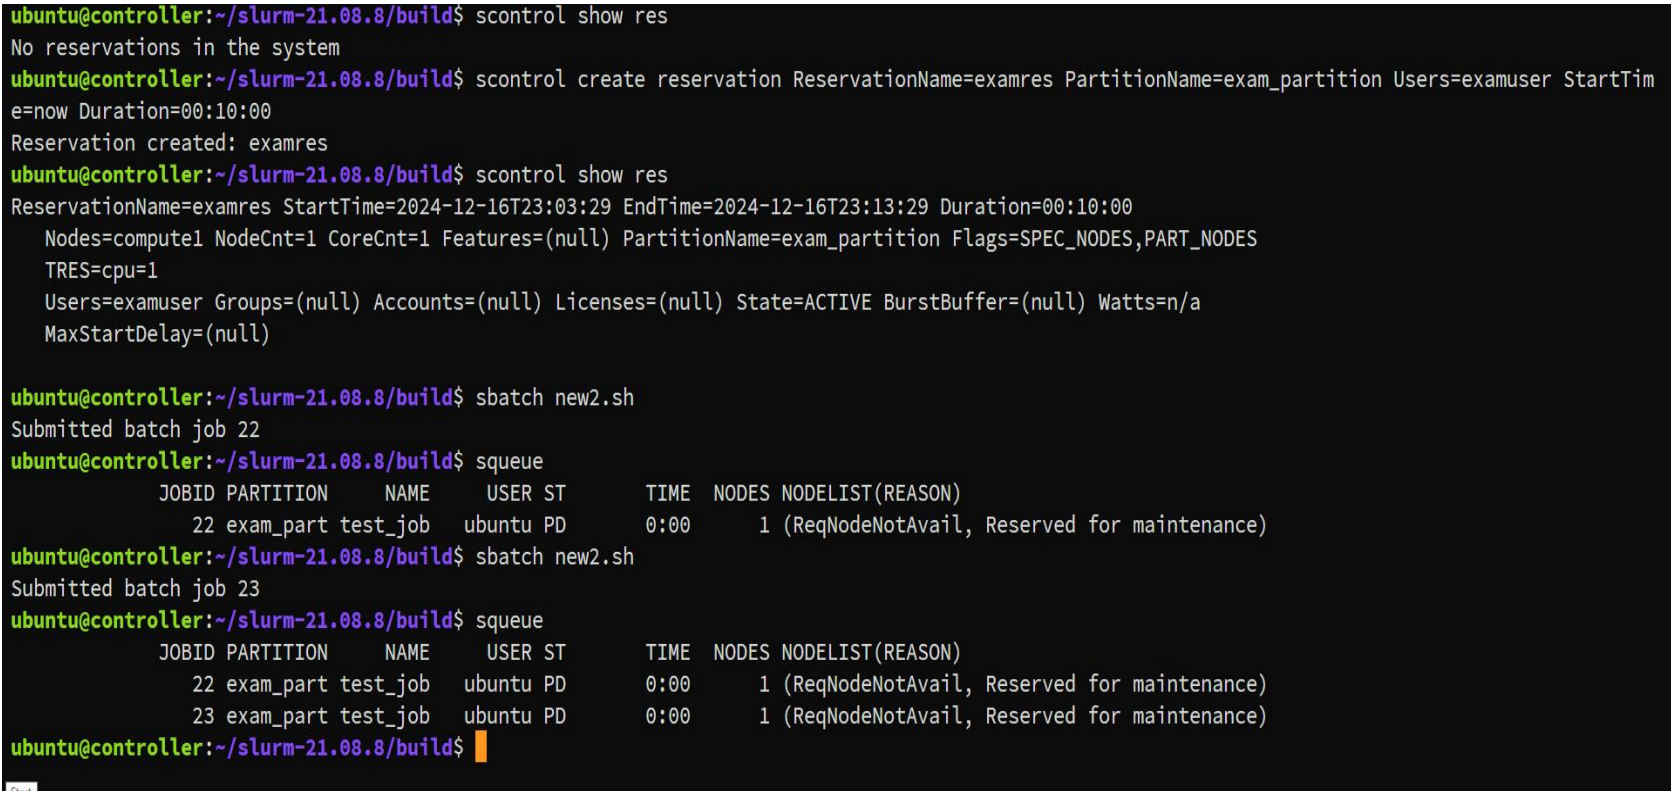 ubuntu@controller:~/slurm-21.08.8/build$ scontrol show res
No reservations in the system
ubuntu@controller:~/slurm-21.08.8/build$ scontrol create reservation ReservationName=examres PartitionName=exam_partition Users=examuser StartTim
e=now Duration=00:10:00
Reservation created: examres
ubuntu@controller:~/slurm-21.08.8/build$ scontrol show res
ReservationName=examres StartTime=2024-12-16T23:03:29 EndTime=2024-12-16T23:13:29 Duration=00:10:00
   Nodes=compute1 NodeCnt=1 CoreCnt=1 Features=(null) PartitionName=exam_partition Flags=SPEC_NODES,PART_NODES
   TRES=cpu=1
   Users=examuser Groups=(null) Accounts=(null) Licenses=(null) State=ACTIVE BurstBuffer=(null) Watts=n/a
   MaxStartDelay=(null)
ubuntu@controller:~/slurm-21.08.8/build$ sbatch new2.sh
Submitted batch job 22
ubuntu@controller:~/slurm-21.08.8/build$ squeue
             JOBID PARTITION     NAME     USER ST       TIME  NODES NODELIST(REASON)
                22 exam_part test_job   ubuntu PD       0:00      1 (ReqNodeNotAvail, Reserved for maintenance)
ubuntu@controller:~/slurm-21.08.8/build$ sbatch new2.sh
Submitted batch job 23
ubuntu@controller:~/slurm-21.08.8/build$ squeue
             JOBID PARTITION     NAME     USER ST       TIME  NODES NODELIST(REASON)
                22 exam_part test_job   ubuntu PD       0:00      1 (ReqNodeNotAvail, Reserved for maintenance)
                23 exam_part test_job   ubuntu PD       0:00      1 (ReqNodeNotAvail, Reserved for maintenance)
ubuntu@controller:~/slurm-21.08.8/build$